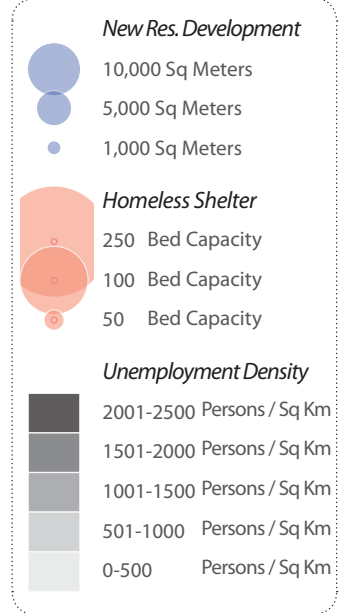 New Res. Development
10,000 Sq Meters
5,000 Sq Meters
1,000 Sq Meters
Homeless Shelter
250 Bed Capacity
100 Bed Capacity
50 Bed Capacity
Unemployment Density
2001-2500 Persons / Sq Km
1501-2000 Persons / Sq Km
1001-1500 Persons / Sq Km
501-1000 Persons / Sq Km
0-500 Persons / Sq Km